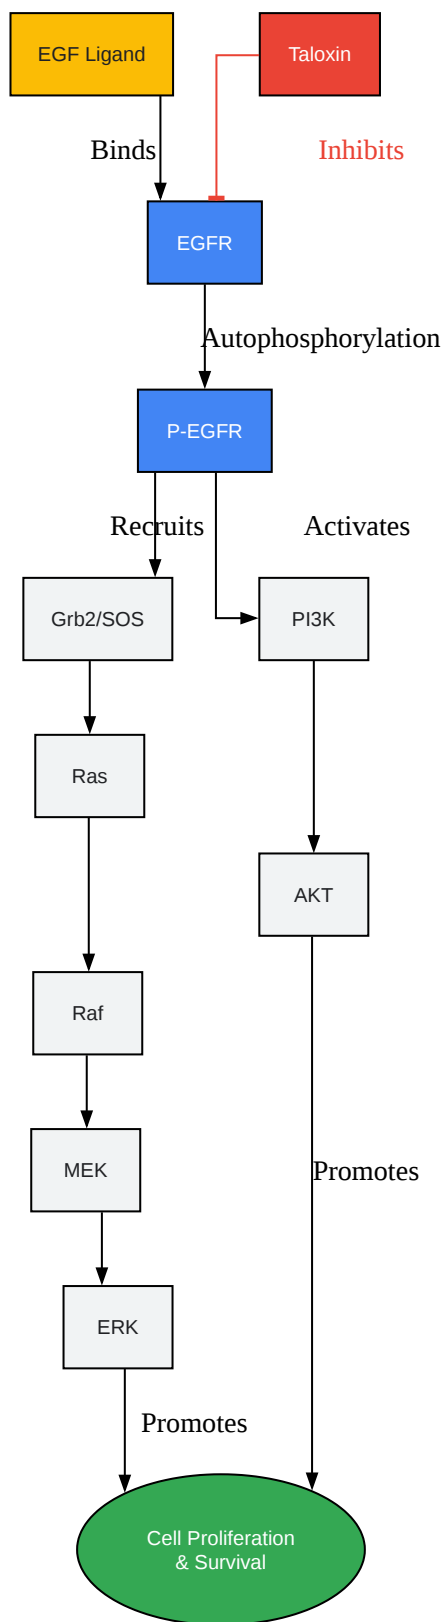 EGF Ligand
Taloxin
Binds
Inhibits
EGFR
Autophosphorylation
P-EGFR
Recruits
Activates
Grb2/SOS
PI3K
Ras
AKT
Raf
MEK
Promotes
ERK
Promotes
Cell Proliferation
& Survival